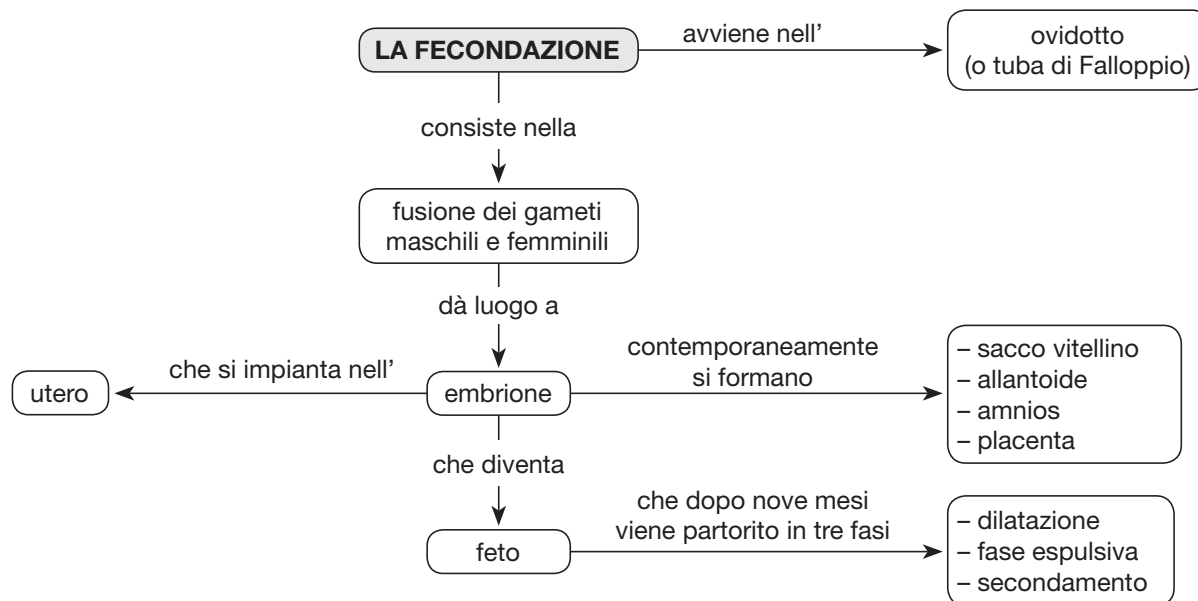 LA FECONDAZIONE
avviene nell'
ovidotto
(o tuba di Falloppio)
consiste nella
fusione dei gameti
maschili e femminili
dà luogo a
utero
che si impianta nell'
embrione
contemporaneamente
si formano
– sacco vitellino
– allantoide
– amnios
– placenta
che diventa
feto
che dopo nove mesi
viene partorito in tre fasi
– dilatazione
– fase espulsiva
– secondamento